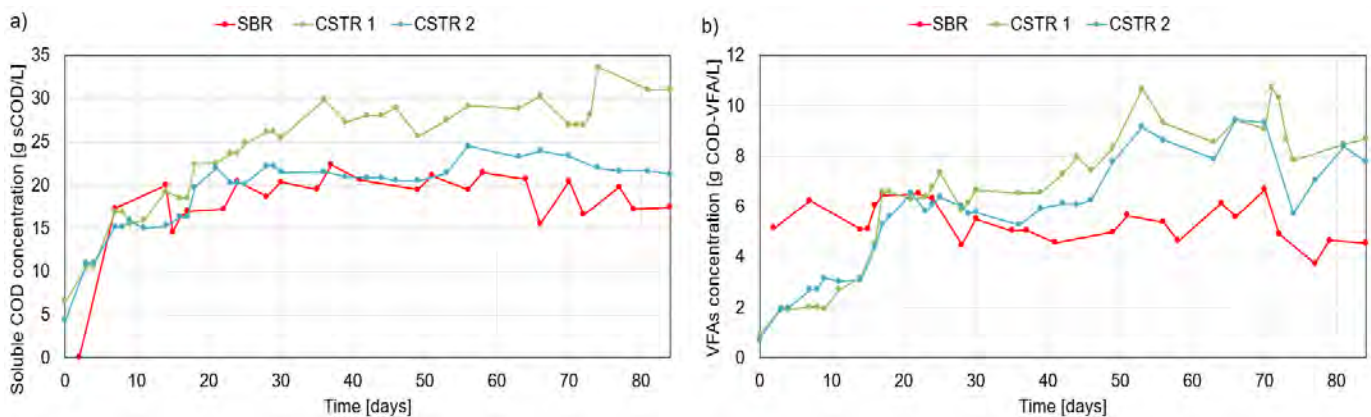 a)
SBR CSTR 1 CSTR 2
Soluble COD concentration [g sCOD/L]
35
30
25
20
15
10
5
0
0 10 20 30 40 50 60 70 80
Time [days]
b)
SBR CSTR 1 CSTR 2
VFAs concentration [g COD-VFA/L]
12
10
8
6
4
2
0
0 10 20 30 40 50 60 70 80
Time [days]